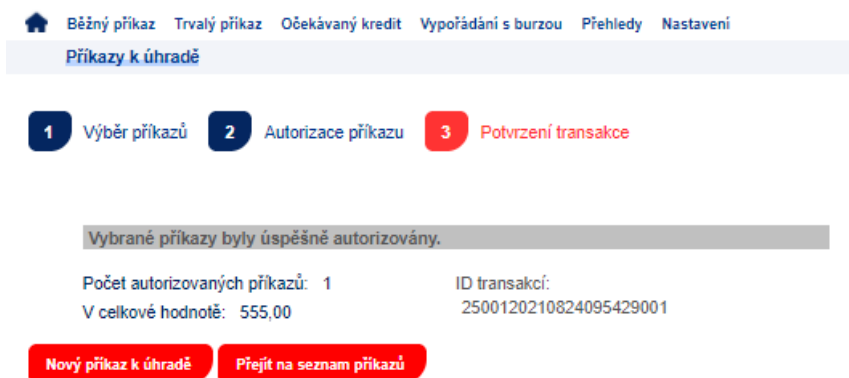 Běžný příkaz Trvalý příkaz Očekávaný kredit Vypořádání s burzou Přehledy Nastavení
Příkazy k úhradě
1 Výběr příkazů 2 Autorizace příkazu 3 Potvrzení transakce
Vybrané příkazy byly úspěšně autorizovány.
Počet autorizovaných příkazů: 1 ID transakcí:
V celkové hodnotě: 555,00 2500120210824095429001
Nový příkaz k úhradě Přejít na seznam příkazů